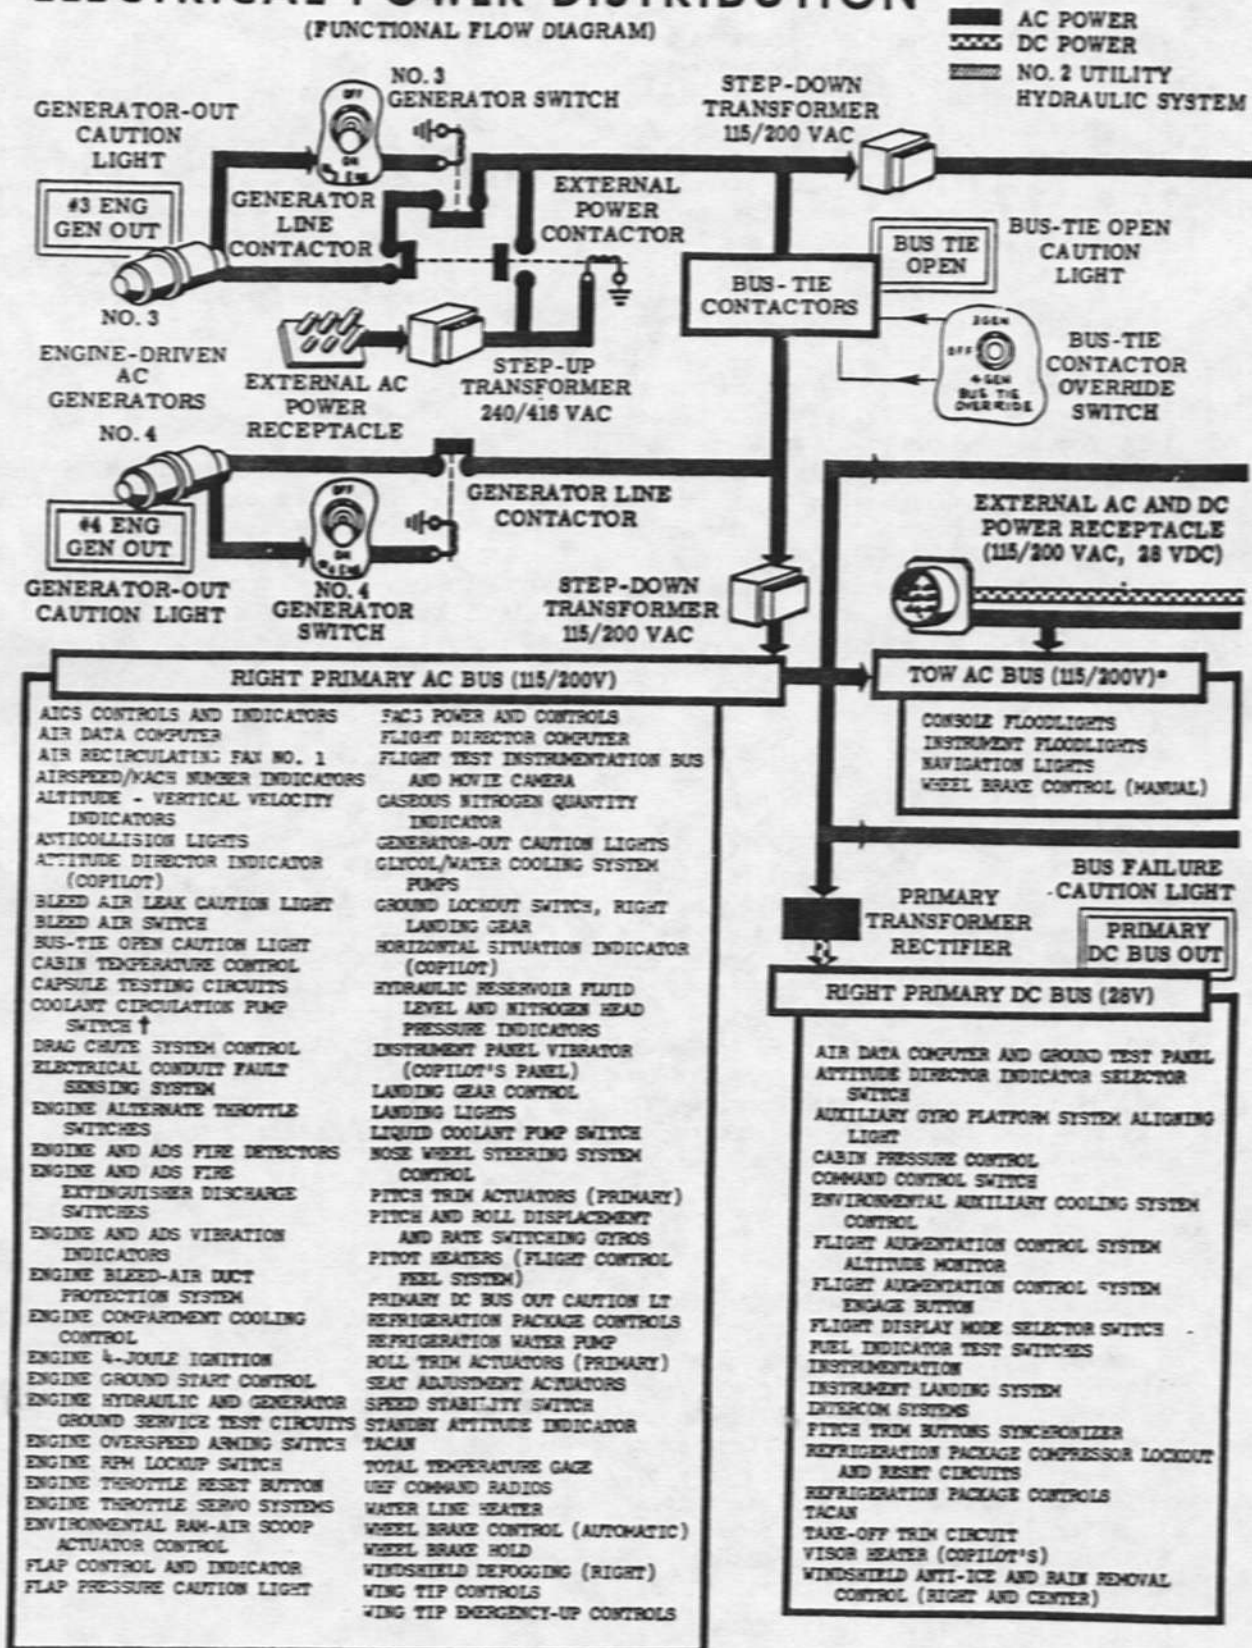 ELECTRICAL POWER DISTRIBUTION
(FUNCTIONAL FLOW DIAGRAM)
AC POWER
DC POWER
NO. 2 UTILITY
HYDRAULIC SYSTEM
GENERATOR-OUT
CAUTION
LIGHT
#3 ENG
GEN OUT
NO. 3
GENERATOR SWITCH
OFF
ON
GENERATOR
LINE
CONTACTOR
EXTERNAL
POWER
CONTACTOR
STEP-DOWN
TRANSFORMER
115/200 VAC
BUS-TIE
CONTACTORS
BUS TIE
OPEN
BUS-TIE OPEN
CAUTION
LIGHT
2GEN
OFF
4-GEN
BUS TIE
OVERRIDE
BUS-TIE
CONTACTOR
OVERRIDE
SWITCH
NO. 3
ENGINE-DRIVEN
AC
GENERATORS
NO. 4
EXTERNAL AC
POWER
RECEPTACLE
STEP-UP
TRANSFORMER
240/416 VAC
#4 ENG
GEN OUT
GENERATOR-OUT
CAUTION LIGHT
OFF
ON
NO. 4
GENERATOR
SWITCH
GENERATOR LINE
CONTACTOR
STEP-DOWN
TRANSFORMER
115/200 VAC
EXTERNAL AC AND DC
POWER RECEPTACLE
(115/200 VAC, 28 VDC)
RIGHT PRIMARY AC BUS (115/200V)
AICS CONTROLS AND INDICATORS
AIR DATA COMPUTER
AIR RECIRCULATING FAX NO. 1
AIRSPEED/MACH NUMBER INDICATORS
ALTITUDE - VERTICAL VELOCITY
INDICATORS
ANTICOLLISION LIGHTS
ATTITUDE DIRECTOR INDICATOR
(COPILOT)
BLEED AIR LEAK CAUTION LIGHT
BLEED AIR SWITCH
BUS-TIE OPEN CAUTION LIGHT
CABIN TEMPERATURE CONTROL
CAPSULE TESTING CIRCUITS
COOLANT CIRCULATION PUMP
SWITCH †
DRAG CHUTE SYSTEM CONTROL
ELECTRICAL CONDUIT FAULT
SENSING SYSTEM
ENGINE ALTERNATE THROTTLE
SWITCHES
ENGINE AND ADS FIRE DETECTORS
ENGINE AND ADS FIRE
EXTINGUISHER DISCHARGE
SWITCHES
ENGINE AND ADS VIBRATION
INDICATORS
ENGINE BLEED-AIR DUCT
PROTECTION SYSTEM
ENGINE COMPARTMENT COOLING
CONTROL
ENGINE 4-JOULE IGNITION
ENGINE GROUND START CONTROL
ENGINE HYDRAULIC AND GENERATOR
GROUND SERVICE TEST CIRCUITS
ENGINE OVERSPEED ARMING SWITCH
ENGINE RPM LOCKUP SWITCH
ENGINE THROTTLE RESET BUTTON
ENGINE THROTTLE SERVO SYSTEMS
ENVIRONMENTAL RAM-AIR SCOOP
ACTUATOR CONTROL
FLAP CONTROL AND INDICATOR
FLAP PRESSURE CAUTION LIGHT
FACS POWER AND CONTROLS
FLIGHT DIRECTOR COMPUTER
FLIGHT TEST INSTRUMENTATION BUS
AND MOVIE CAMERA
GASEOUS NITROGEN QUANTITY
INDICATOR
GENERATOR-OUT CAUTION LIGHTS
GLYCOL/WATER COOLING SYSTEM
PUMPS
GROUND LOCKOUT SWITCH, RIGHT
LANDING GEAR
HORIZONTAL SITUATION INDICATOR
(COPILOT)
HYDRAULIC RESERVOIR FLUID
LEVEL AND NITROGEN HEAD
PRESSURE INDICATORS
INSTRUMENT PANEL VIBRATOR
(COPILOT'S PANEL)
LANDING GEAR CONTROL
LANDING LIGHTS
LIQUID COOLANT PUMP SWITCH
NOSE WHEEL STEERING SYSTEM
CONTROL
PITCH TRIM ACTUATORS (PRIMARY)
PITCH AND ROLL DISPLACEMENT
AND RATE SWITCHING GYROS
PITOT HEATERS (FLIGHT CONTROL
FEEL SYSTEM)
PRIMARY DC BUS OUT CAUTION LT
REFRIGERATION PACKAGE CONTROLS
REFRIGERATION WATER PUMP
ROLL TRIM ACTUATORS (PRIMARY)
SEAT ADJUSTMENT ACTUATORS
SPEED STABILITY SWITCH
STANDBY ATTITUDE INDICATOR
TACAN
TOTAL TEMPERATURE GAGE
UHF COMMAND RADIOS
WATER LINE HEATER
WHEEL BRAKE CONTROL (AUTOMATIC)
WHEEL BRAKE HOLD
WINDSHIELD DEFOGGING (RIGHT)
WING TIP CONTROLS
WING TIP EMERGENCY-UP CONTROLS
TOW AC BUS (115/200V)*
CONSOLE FLOODLIGHTS
INSTRUMENT FLOODLIGHTS
NAVIGATION LIGHTS
WHEEL BRAKE CONTROL (MANUAL)
PRIMARY
TRANSFORMER
RECTIFIER
BUS FAILURE
CAUTION LIGHT
PRIMARY
DC BUS OUT
RIGHT PRIMARY DC BUS (28V)
AIR DATA COMPUTER AND GROUND TEST PANEL
ATTITUDE DIRECTOR INDICATOR SELECTOR
SWITCH
AUXILIARY GYRO PLATFORM SYSTEM ALIGNING
LIGHT
CABIN PRESSURE CONTROL
COMMAND CONTROL SWITCH
ENVIRONMENTAL AUXILIARY COOLING SYSTEM
CONTROL
FLIGHT AUGMENTATION CONTROL SYSTEM
ALTITUDE MONITOR
FLIGHT AUGMENTATION CONTROL SYSTEM
ENGAGE BUTTON
FLIGHT DISPLAY MODE SELECTOR SWITCH
FUEL INDICATOR TEST SWITCHES
INSTRUMENTATION
INSTRUMENT LANDING SYSTEM
INTERCOM SYSTEMS
PITCH TRIM BUTTONS SYNCHRONIZER
REFRIGERATION PACKAGE COMPRESSOR LOCKOUT
AND RESET CIRCUITS
REFRIGERATION PACKAGE CONTROLS
TACAN
TAKE-OFF TRIM CIRCUIT
VISOR HEATER (COPILOT'S)
WINDSHIELD ANTI-ICE AND RAIN REMOVAL
CONTROL (RIGHT AND CENTER)